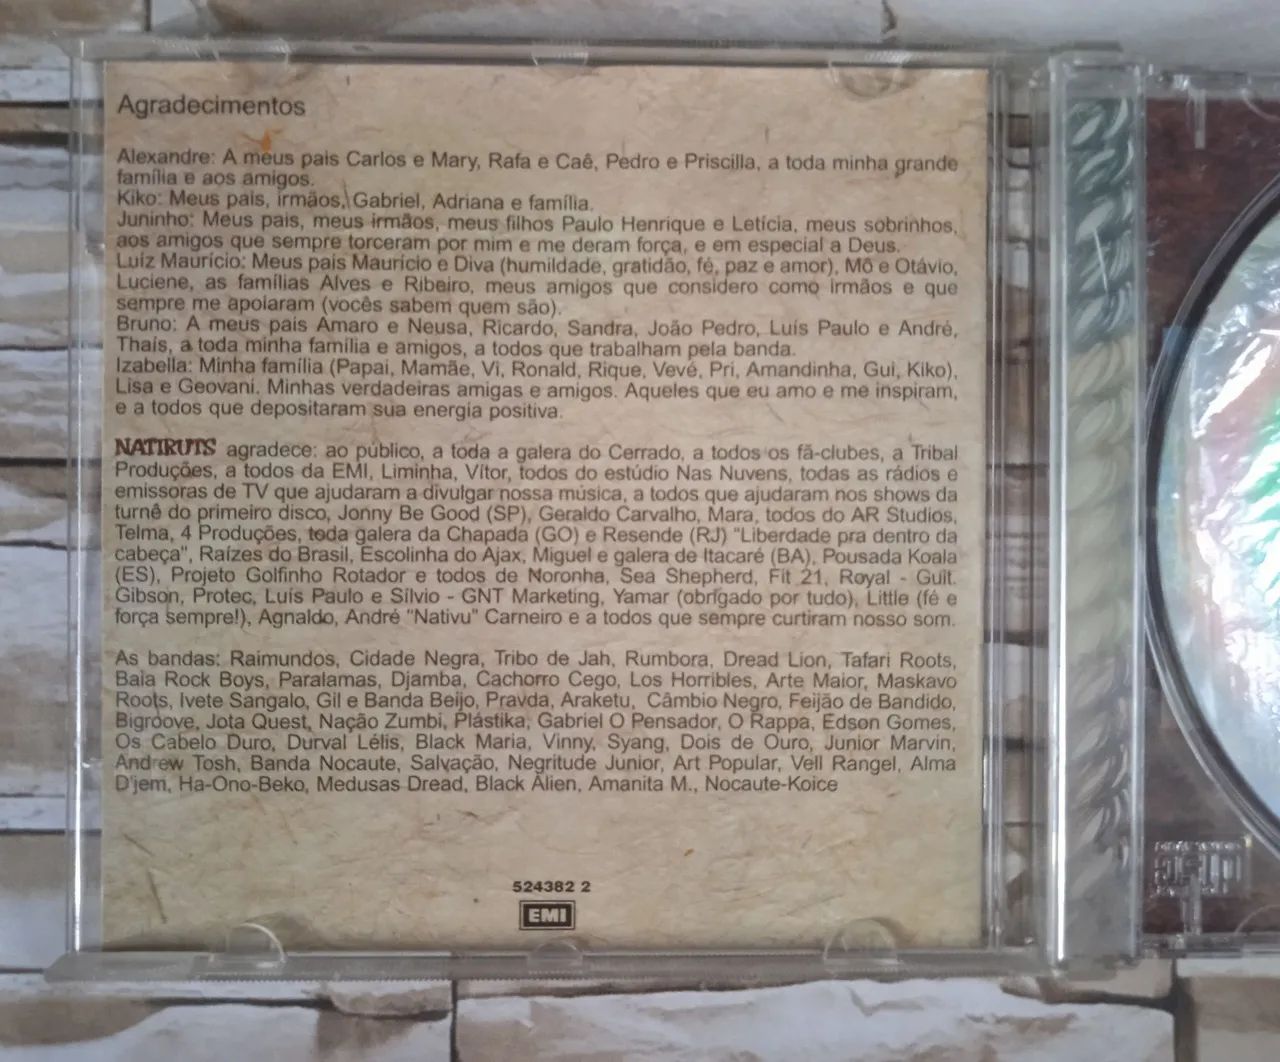 Agradecimentos
Alexandre: A meus pais Carlos e Mary, Rafa e Caê, Pedro e Priscilla, a toda minha grande
família e aos amigos.
Kiko: Meus pais, irmãos, Gabriel, Adriana e família.
Juninho: Meus pais, meus irmãos, meus filhos Paulo Henrique e Letícia, meus sobrinhos,
aos amigos que sempre torceram por mim e me deram força, e em especial a Deus.
Luiz Maurício: Meus pais Maurício e Diva (humildade, gratidão, fé, paz e amor), Mô e Otávio,
Luciene, as famílias Alves e Ribeiro, meus amigos que considero como irmãos e que
sempre me apoiaram (vocês sabem quem são).
Bruno: A meus pais Amaro e Neusa, Ricardo, Sandra, João Pedro, Luís Paulo e André,
Thaís, a toda minha família e amigos, a todos que trabalham pela banda.
Izabella: Minha família (Papai, Mamãe, Vi, Ronald, Rique, Vevé, Pri, Amandinha, Gui, Kiko),
Lisa e Geovani. Minhas verdadeiras amigas e amigos. Aqueles que eu amo e me inspiram,
e a todos que depositaram sua energia positiva.
NATIRUTS agradece: ao público, a toda a galera do Cerrado, a todos os fã-clubes, a Tribal
Produções, a todos da EMI, Liminha, Vítor, todos do estúdio Nas Nuvens, todas as rádios e
emissoras de TV que ajudaram a divulgar nossa música, a todos que ajudaram nos shows da
turnê do primeiro disco, Jonny Be Good (SP), Geraldo Carvalho, Mara, todos do AR Studios,
Telma, 4 Produções, toda galera da Chapada (GO) e Resende (RJ) "Liberdade pra dentro da
cabeça", Raízes do Brasil, Escolinha do Ajax, Miguel e galera de Itacaré (BA), Pousada Koala
(ES), Projeto Golfinho Rotador e todos de Noronha, Sea Shepherd, Fit 21, Royal - Guit.
Gibson, Protec, Luís Paulo e Sílvio - GNT Marketing, Yamar (obrigado por tudo), Little (fé e
força sempre!), Agnaldo, André "Nativu" Carneiro e a todos que sempre curtiram nosso som.
As bandas: Raimundos, Cidade Negra, Tribo de Jah, Rumbora, Dread Lion, Tafari Roots,
Baia Rock Boys, Paralamas, Djamba, Cachorro Cego, Los Horribles, Arte Maior, Maskavo
Roots, Ivete Sangalo, Gil e Banda Beijo, Pravda, Araketu, Câmbio Negro, Feijão de Bandido,
Bigroove, Jota Quest, Nação Zumbi, Plástika, Gabriel O Pensador, O Rappa, Edson Gomes,
Os Cabelo Duro, Durval Lélis, Black Maria, Vinny, Syang, Dois de Ouro, Junior Marvin,
Andrew Tosh, Banda Nocaute, Salvação, Negritude Junior, Art Popular, Vell Rangel, Alma
D'jem, Ha-Ono-Beko, Medusas Dread, Black Alien, Amanita M., Nocaute-Koice
524382 2
EMI